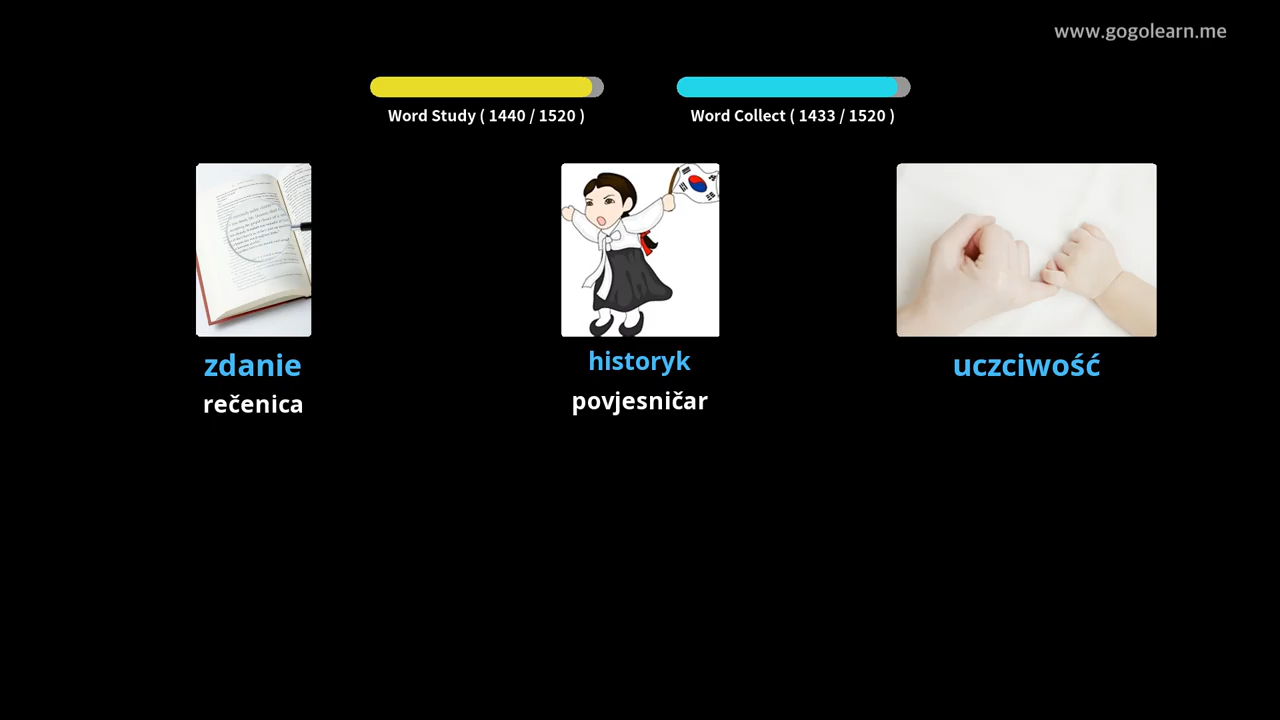 www.gogolearn.me
Word Study ( 1440 / 1520 )
Word Collect ( 1433 / 1520 )
zdanie
rečenica
historyk
povjesničar
uczciwość